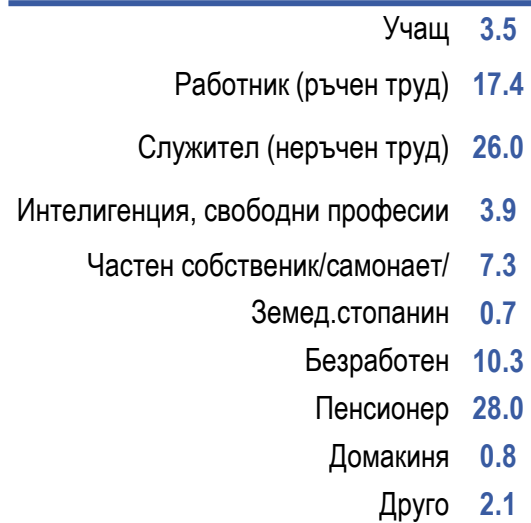 Учащ 3.5
Работник (ръчен труд) 17.4
Служител (неръчен труд) 26.0
Интелигенция, свободни професии 3.9
Частен собственик/самонает/ 7.3
Земед.стопанин 0.7
Безработен 10.3
Пенсионер 28.0
Домакиня 0.8
Друго 2.1